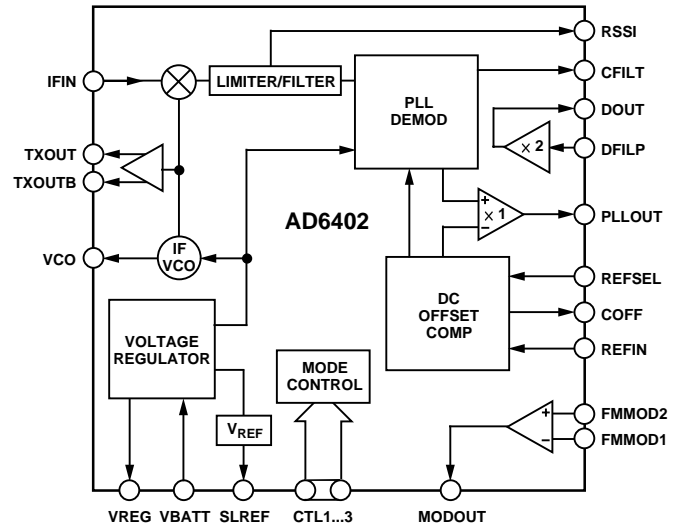 RSSI
IFIN
LIMITER/FILTER
PLL
DEMOD
CFILT
DOUT
× 2
DFILP
TXOUT
TXOUTB
AD6402
+
× 1
−
PLLOUT
VCO
IF
VCO
REFSEL
DC
OFFSET
COMP
COFF
VOLTAGE
REGULATOR
MODE
CONTROL
REFIN
VREF
+
−
FMMOD2
FMMOD1
VREG
VBATT
SLREF
CTL1...3
MODOUT